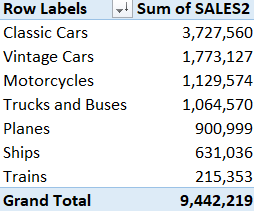 Row Labels Sum of SALES2
Classic Cars 3,727,560
Vintage Cars 1,773,127
Motorcycles 1,129,574
Trucks and Buses 1,064,570
Planes 900,999
Ships 631,036
Trains 215,353
Grand Total 9,442,219